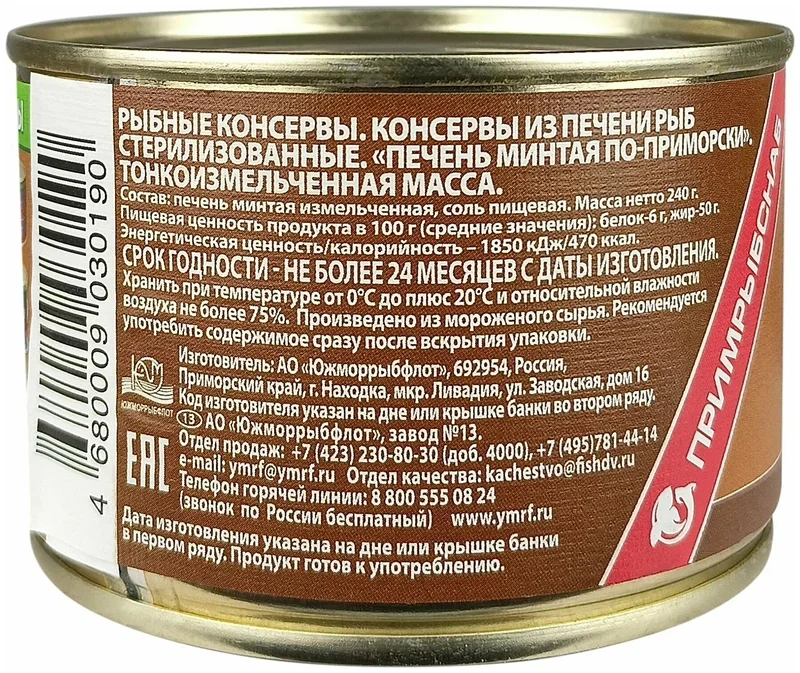 РЫБНЫЕ КОНСЕРВЫ. КОНСЕРВЫ ИЗ ПЕЧЕНИ РЫБ
СТЕРИЛИЗОВАННЫЕ. «ПЕЧЕНЬ МИНТАЯ ПО-ПРИМОРСКИ».
ТОНКОИЗМЕЛЬЧЕННАЯ МАССА.
Состав: печень минтая измельченная, соль пищевая. Масса нетто 240 г.
Пищевая ценность продукта в 100 г (средние значения): белок-6 г, жир-50 г.
Энергетическая ценность/калорийность – 1850 кДж/470 ккал.
СРОК ГОДНОСТИ - НЕ БОЛЕЕ 24 МЕСЯЦЕВ С ДАТЫ ИЗГОТОВЛЕНИЯ.
Хранить при температуре от 0°С до плюс 20°С и относительной влажности
воздуха не более 75%. Произведено из мороженого сырья. Рекомендуется
употребить содержимое сразу после вскрытия упаковки.
Изготовитель: АО «Южморрыбфлот», 692954, Россия,
Приморский край, г. Находка, мкр. Ливадия, ул. Заводская, дом 16
Код изготовителя указан на дне или крышке банки во втором ряду.
13 АО «Южморрыбфлот», завод №13.
Отдел продаж: +7 (423) 230-80-30 (доб. 4000), +7 (495)781-44-14
e-mail: ymrf@ymrf.ru Отдел качества: kachestvo@fishdv.ru
Телефон горячей линии: 8 800 555 08 24
(звонок по России бесплатный) www.ymrf.ru
Дата изготовления указана на дне или крышке банки
в первом ряду. Продукт готов к употреблению.
ЮЖМОРРЫБФЛОТ
EAC
4 680009 030190
ПРИМРЫБСНАБ